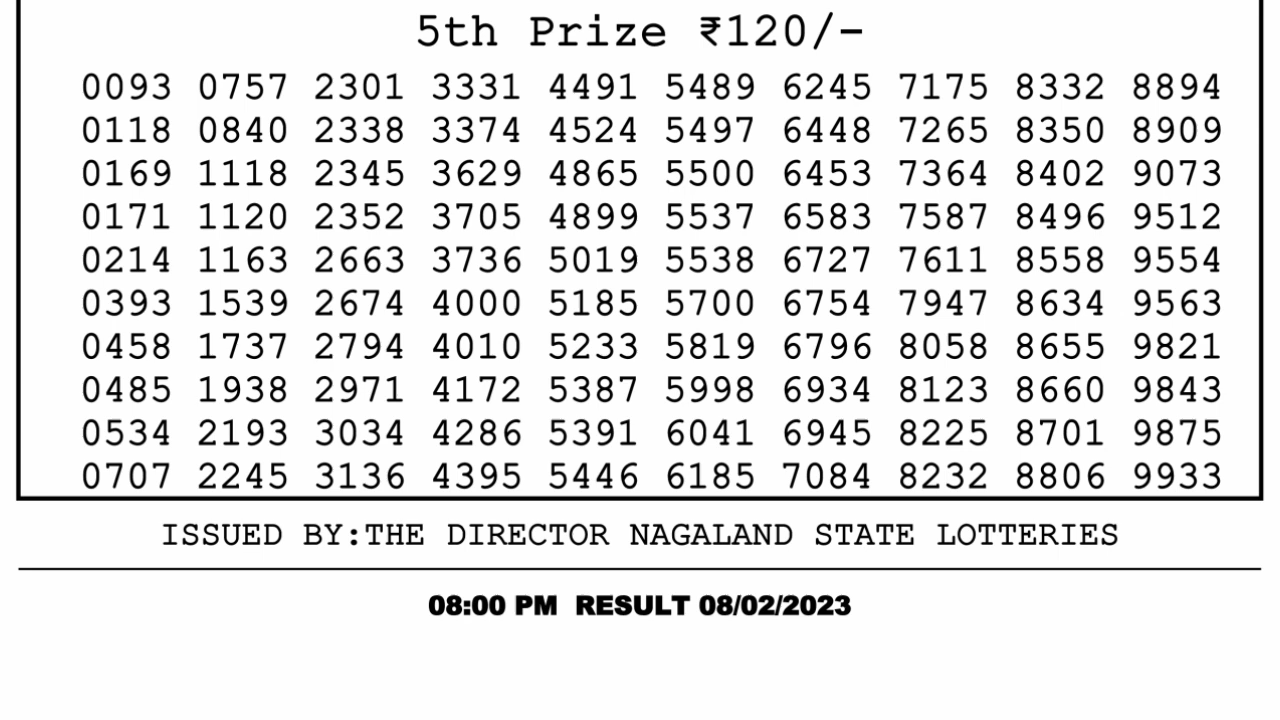 5th Prize ₹120/-
0093 0757 2301 3331 4491 5489 6245 7175 8332 8894
0118 0840 2338 3374 4524 5497 6448 7265 8350 8909
0169 1118 2345 3629 4865 5500 6453 7364 8402 9073
0171 1120 2352 3705 4899 5537 6583 7587 8496 9512
0214 1163 2663 3736 5019 5538 6727 7611 8558 9554
0393 1539 2674 4000 5185 5700 6754 7947 8634 9563
0458 1737 2794 4010 5233 5819 6796 8058 8655 9821
0485 1938 2971 4172 5387 5998 6934 8123 8660 9843
0534 2193 3034 4286 5391 6041 6945 8225 8701 9875
0707 2245 3136 4395 5446 6185 7084 8232 8806 9933
ISSUED BY:THE DIRECTOR NAGALAND STATE LOTTERIES
08:00 PM RESULT 08/02/2023